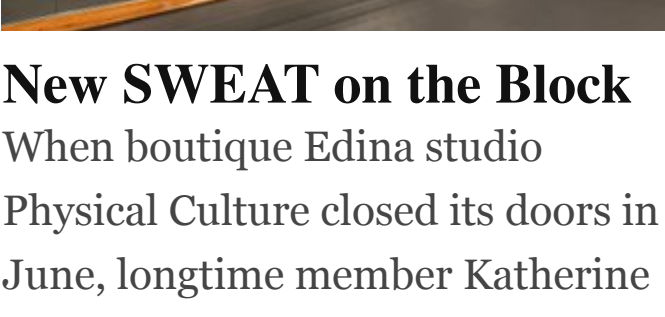 New SWEAT on the Block
When boutique Edina studio
Physical Culture closed its doors in
June, longtime member Katherine